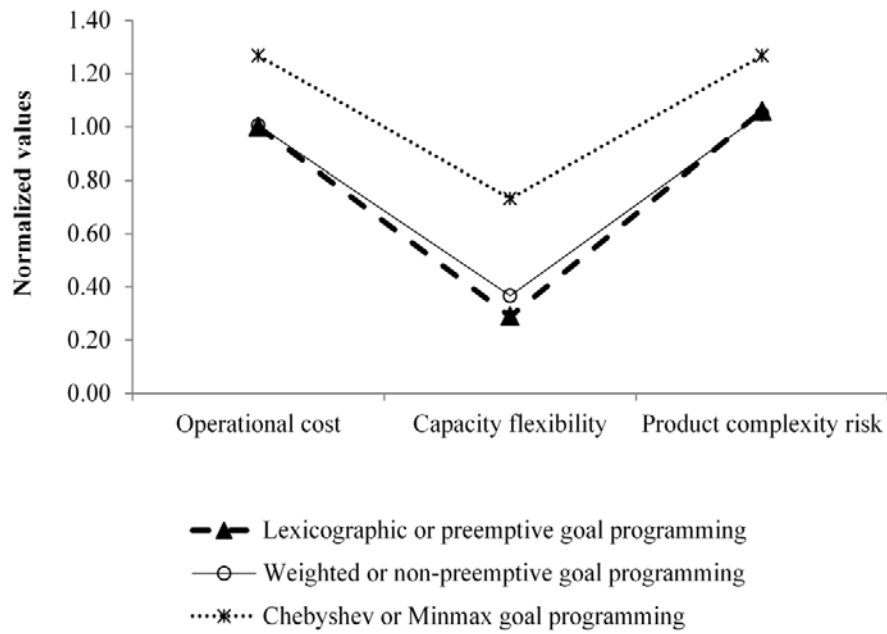 1.40
1.20
1.00
0.80
0.60
0.40
0.20
0.00
Normalized values
Operational cost
Capacity flexibility
Product complexity risk
Lexicographic or preemptive goal programming
Weighted or non-preemptive goal programming
Chebyshev or Minmax goal programming